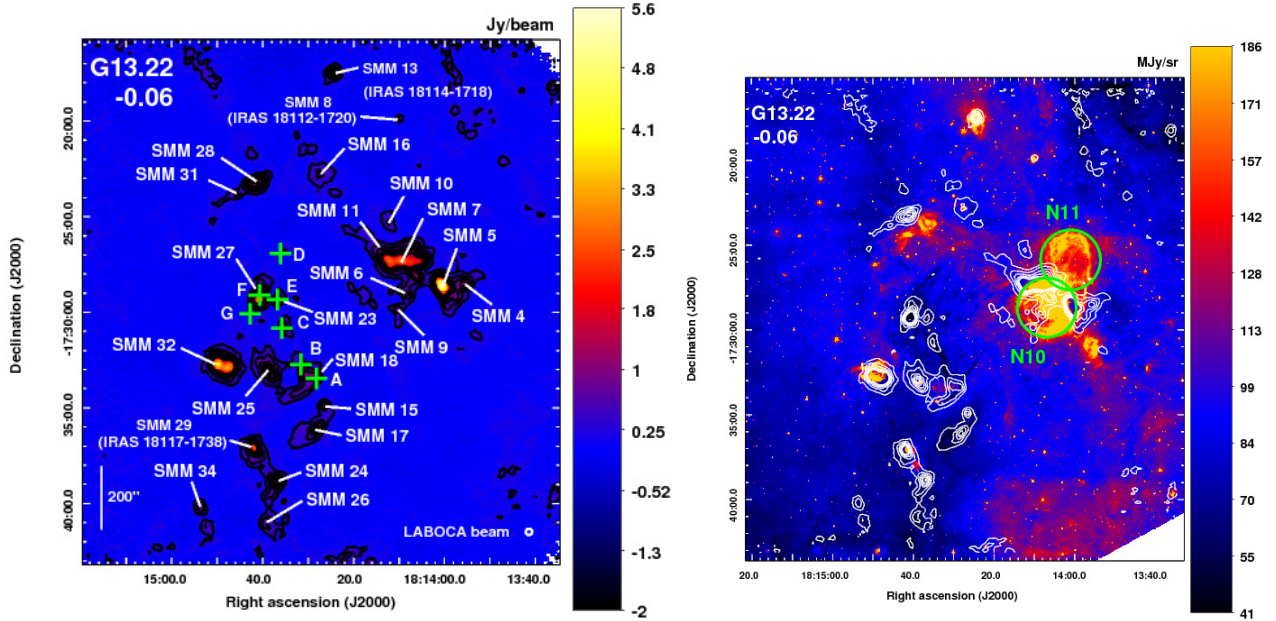 Jy/beam
G13.22
-0.06
SMM 13
(IRAS 18114-1718)
SMM 8
(IRAS 18112-1720)
SMM 16
SMM 28
SMM 31
SMM 10
SMM 11
SMM 7
SMM 5
D
SMM 27
SMM 6
F
E
G
SMM 23
SMM 4
C
SMM 32
B
SMM 18
SMM 9
A
SMM 25
SMM 15
SMM 29
(IRAS 18117-1738)
SMM 17
SMM 34
SMM 24
200"
SMM 26
LABOCA beam
20:00.0
25:00.0
-17:30:00.0
35:00.0
40:00.0
Declination (J2000)
15:00.0
40.0
20.0
18:14:00.0
13:40.0
Right ascension (J2000)
5.6
4.8
4.1
3.3
2.5
1.8
1
0.25
-0.52
-1.3
-2
MJy/sr
G13.22
-0.06
N11
N10
20:00.0
25:00.0
-17:30:00.0
35:00.0
40:00.0
Declination (J2000)
20.0
18:15:00.0
40.0
20.0
14:00.0
13:40.0
Right ascension (J2000)
186
171
157
142
128
113
99
84
70
55
41